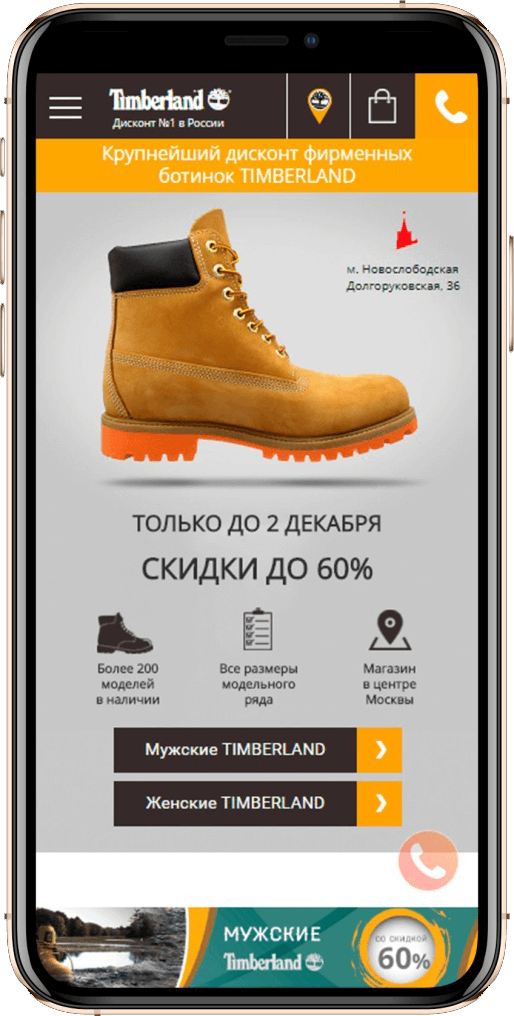 Timberland
Дисконт №1 в России
Крупнейший дисконт фирменных
ботинок TIMBERLAND
м. Новослободская
Долгоруковская, 36
ТОЛЬКО ДО 2 ДЕКАБРЯ
СКИДКИ ДО 60%
Более 200
моделей
в наличии
Все размеры
модельного
ряда
Магазин
в центре
Москвы
Мужские TIMBERLAND
Женские TIMBERLAND
МУЖСКИЕ
Timberland
СО СКИДКОЙ
60%